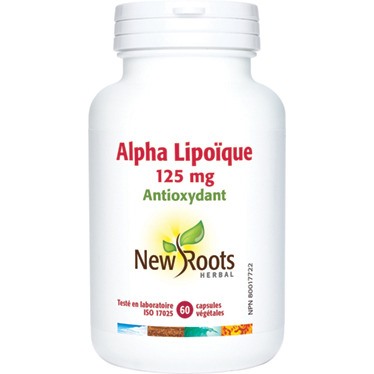 Alpha Lipoïque
125 mg
Antioxydant
New Roots
HERBAL
Testé en laboratoire
ISO 17025
60 capsules
végétales
NPN 80017722